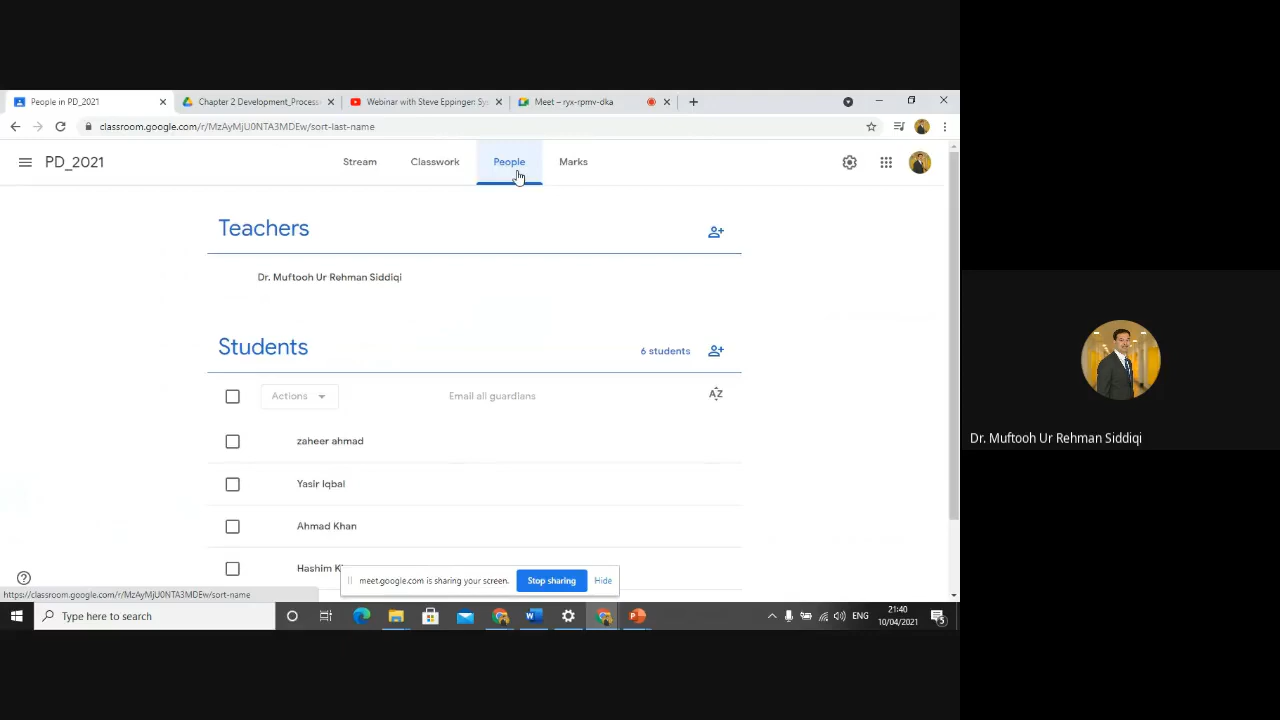 People in PD_2021
Chapter 2 Development_Process
Webinar with Steve Eppinger: Sy
Meet – ryx-rpmv-dka
classroom.google.com/r/MzAyMjU0NTA3MDEw/sort-last-name
PD_2021
Stream
Classwork
People
Marks
Teachers
Dr. Muftooh Ur Rehman Siddiqi
Students
6 students
Actions
Email all guardians
AZ
zaheer ahmad
Yasir Iqbal
Ahmad Khan
Hashim K
meet.google.com is sharing your screen.
Stop sharing
Hide
https://classroom.google.com/r/MzAyMjU0NTA3MDEw/sort-name
Type here to search
ENG
21:40
10/04/2021
5
Dr. Muftooh Ur Rehman Siddiqi